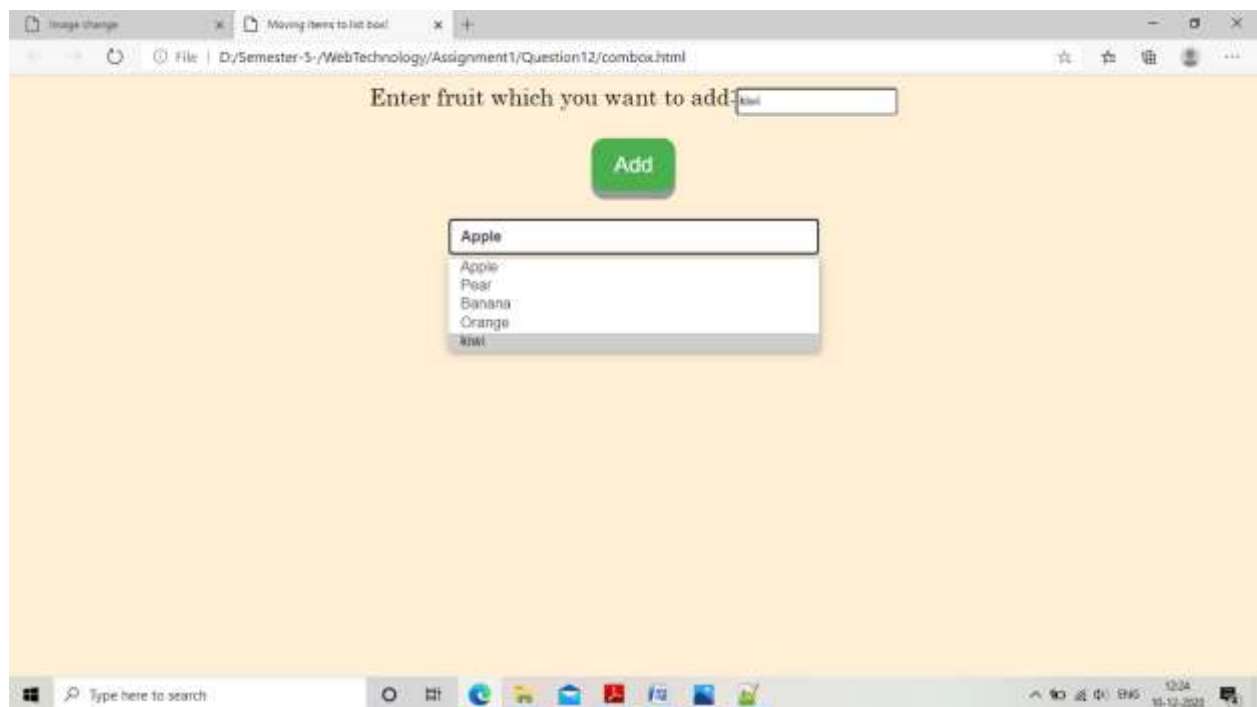 Image change
Moving items to list box!
File | D:/Semester-5-/WebTechnology/Assignment1/Question12/combox.html
Enter fruit which you want to add: kiwi
Add
Apple
Apple
Pear
Banana
Orange
kiwi
Type here to search
ENG
12:24